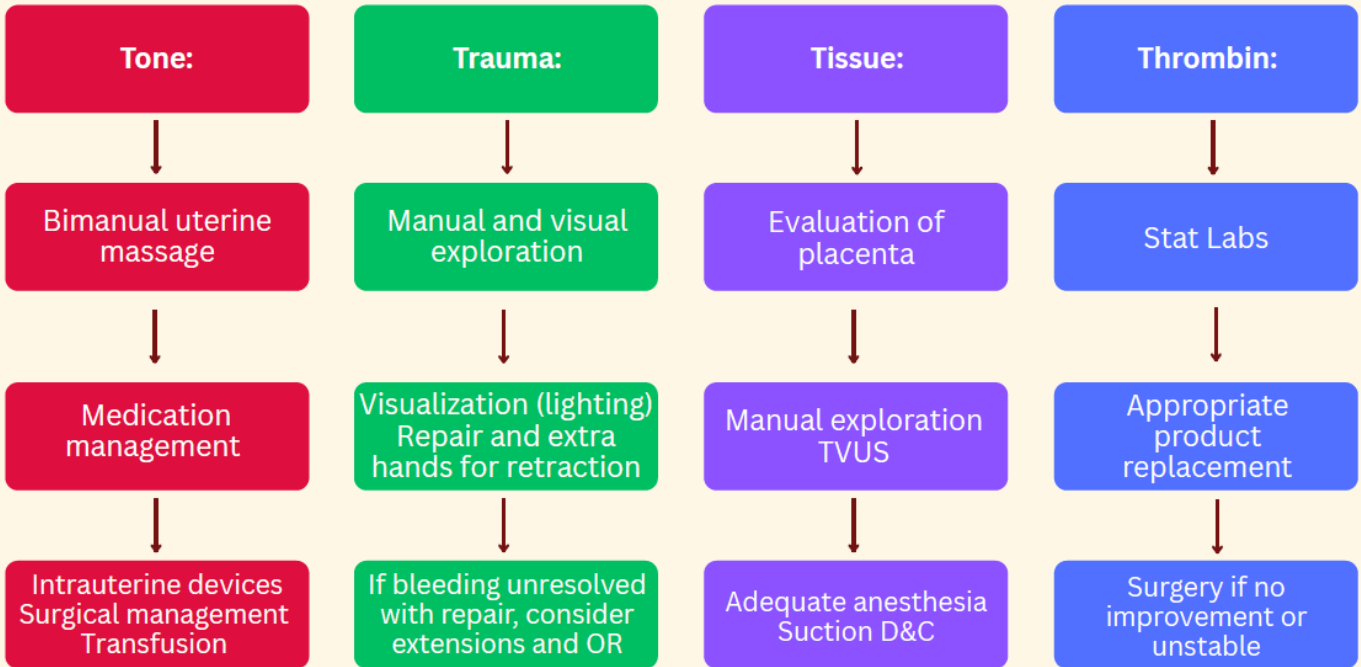 Tone:
Trauma:
Tissue:
Thrombin:
Bimanual uterine
massage
Manual and visual
exploration
Evaluation of
placenta
Stat Labs
Medication
management
Visualization (lighting)
Repair and extra
hands for retraction
Manual exploration
TVUS
Appropriate
product
replacement
Intrauterine devices
Surgical management
Transfusion
If bleeding unresolved
with repair, consider
extensions and OR
Adequate anesthesia
Suction D&C
Surgery if no
improvement or
unstable